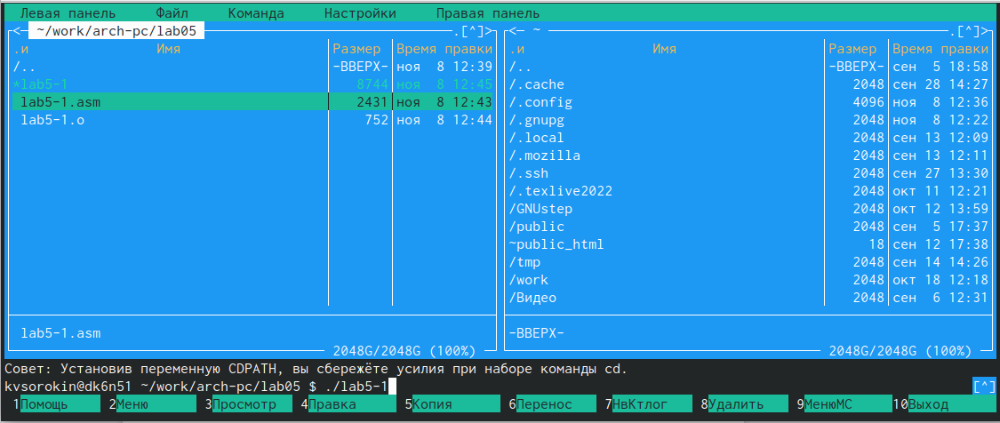 Левая панель Файл Команда Настройки Правая панель
<─ ~/work/arch-pc/lab05 .[^]> <─ ~ .[^]>
.и Имя Размер Время правки .и Имя Размер Время правки
/.. -ВВЕРХ- ноя 8 12:39 /.. -ВВЕРХ- сен 5 18:58
*lab5-1 8744 ноя 8 12:45 /.cache 2048 сен 28 14:27
lab5-1.asm 2431 ноя 8 12:43 /.config 4096 ноя 8 12:36
lab5-1.o 752 ноя 8 12:44 /.gnupg 2048 ноя 8 12:22
/.local 2048 сен 13 12:09
/.mozilla 2048 сен 13 12:11
/.ssh 2048 сен 27 13:30
/.texlive2022 2048 окт 11 12:21
/GNUstep 2048 окт 12 13:59
/public 2048 сен 5 17:37
~public_html 18 сен 12 17:38
/tmp 2048 сен 14 14:26
/work 2048 окт 18 12:18
/Видео 2048 сен 6 12:31
lab5-1.asm -ВВЕРХ-
2048G/2048G (100%) 2048G/2048G (100%)
Совет: Установив переменную CDPATH, вы сбережёте усилия при наборе команды cd.
kvsorokin@dk6n51 ~/work/arch-pc/lab05 $ ./lab5-1 [^]
1Помощь 2Меню 3Просмотр 4Правка 5Копия 6Перенос 7НвКтлог 8Удалить 9МенюМС 10Выход